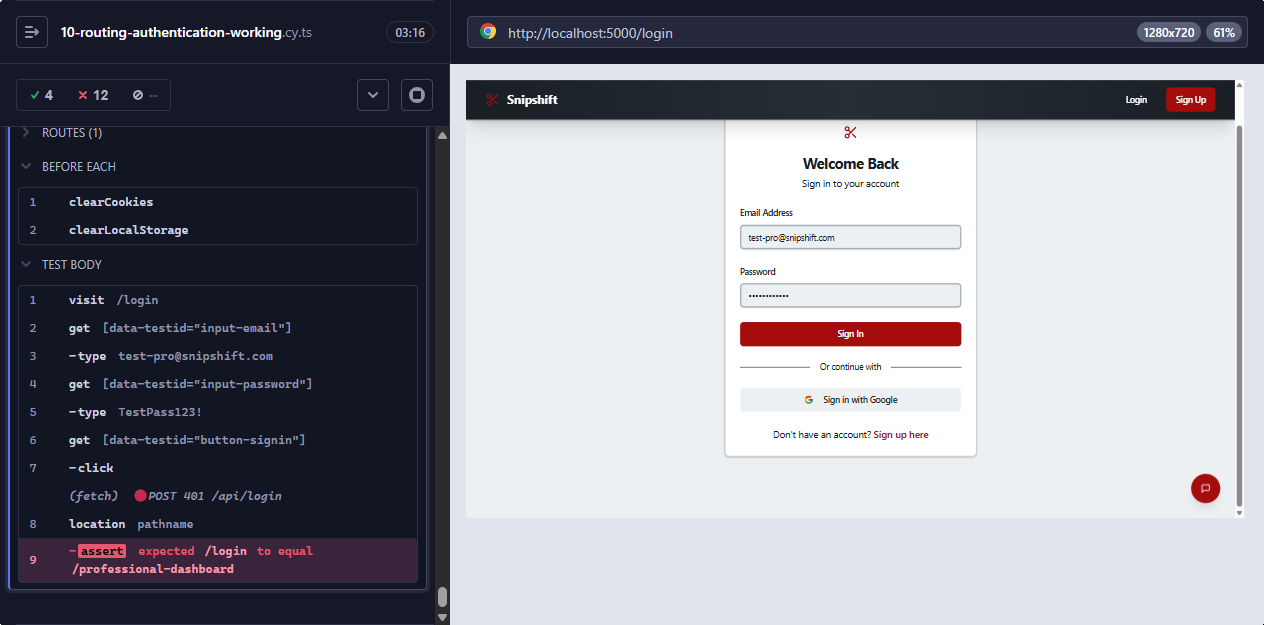 10-routing-authentication-working.cy.ts 03:16
4 12 --
ROUTES (1)
BEFORE EACH
1 clearCookies
2 clearLocalStorage
TEST BODY
1 visit /login
2 get [data-testid="input-email"]
3 -type test-pro@snipshift.com
4 get [data-testid="input-password"]
5 -type TestPass123!
6 get [data-testid="button-signin"]
7 -click
(fetch) POST 401 /api/login
8 location pathname
9 -assert expected /login to equal
/professional-dashboard
http://localhost:5000/login 1280x720 61%
Snipshift Login Sign Up
Welcome Back
Sign in to your account
Email Address
test-pro@snipshift.com
Password
••••••••••••
Sign In
Or continue with
G Sign in with Google
Don't have an account? Sign up here